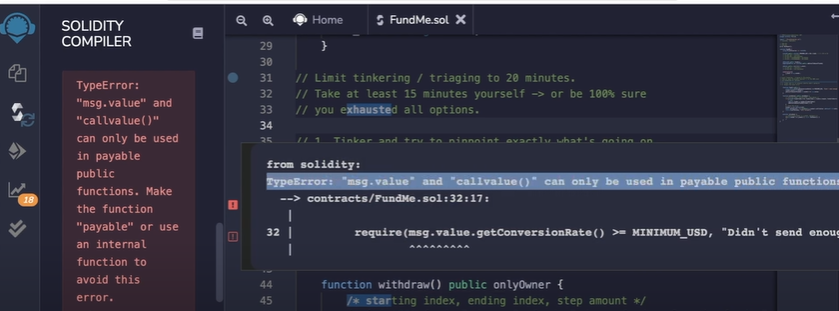 SOLIDITY
COMPILER
TypeError:
"msg.value" and
"callvalue()"
can only be used
in payable
public
functions. Make
the function
"payable" or use
an internal
function to
avoid this
error.
18
Home
FundMe.sol
29 }
30
31 // Limit tinkering / triaging to 20 minutes.
32 // Take at least 15 minutes yourself -> or be 100% sure
33 // you exhausted all options.
34
35 // 1. Tinker and try to pinpoint exactly what's going on
from solidity:
TypeError: "msg.value" and "callvalue()" can only be used in payable public function
--> contracts/FundMe.sol:32:17:
|
32 | require(msg.value.getConversionRate() >= MINIMUM_USD, "Didn't send enoug
| ^^^^^^^^^
43
44 function withdraw() public onlyOwner {
45 /* starting index, ending index, step amount */